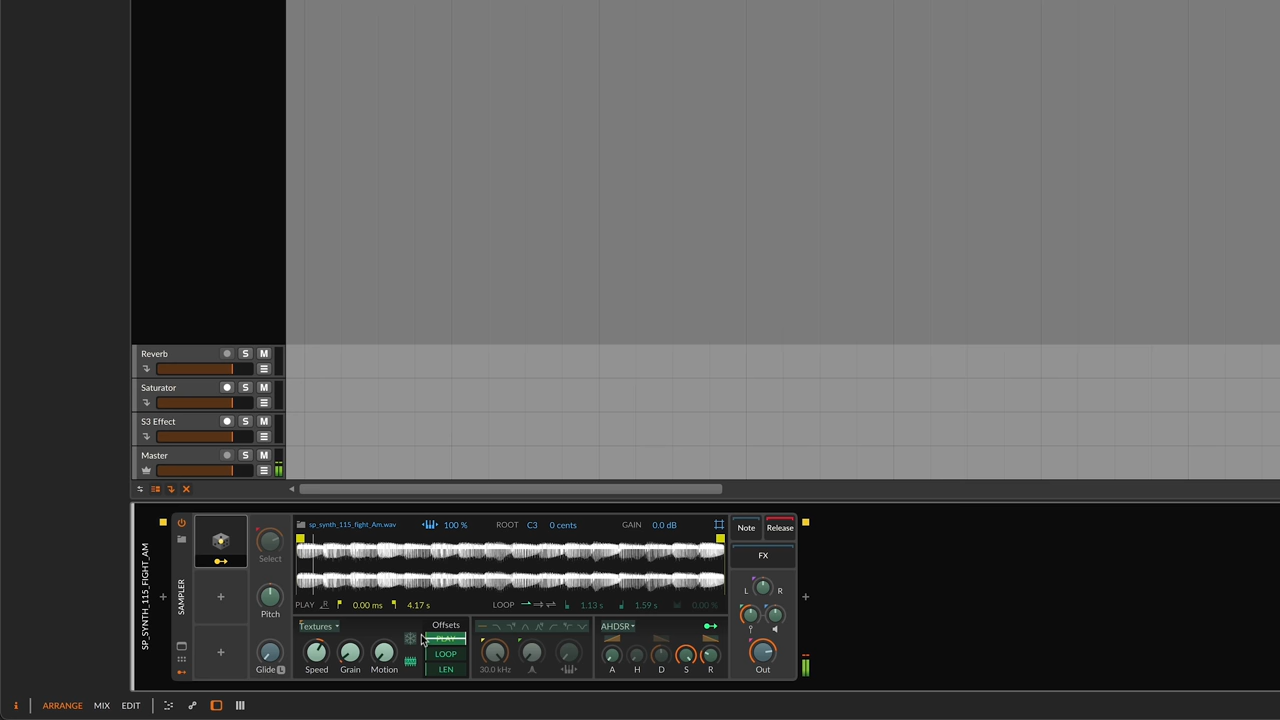 Reverb S M
Saturator S M
S3 Effect S M
Master S M
SP_SYNTH_115_FIGHT_AM
SAMPLER
Select
Pitch
Glide L
sp_synth_115_fight_Am.wav 100 % ROOT C3 0 cents GAIN 0.0 dB
PLAY 0.00 ms 4.17 s LOOP 1.13 s 1.59 s 0.00 %
Textures
Speed Grain Motion
Offsets
PLAY
LOOP
LEN
30.0 kHz
AHDSR
A H D S R
Note Release
FX
L R
Out
i ARRANGE MIX EDIT